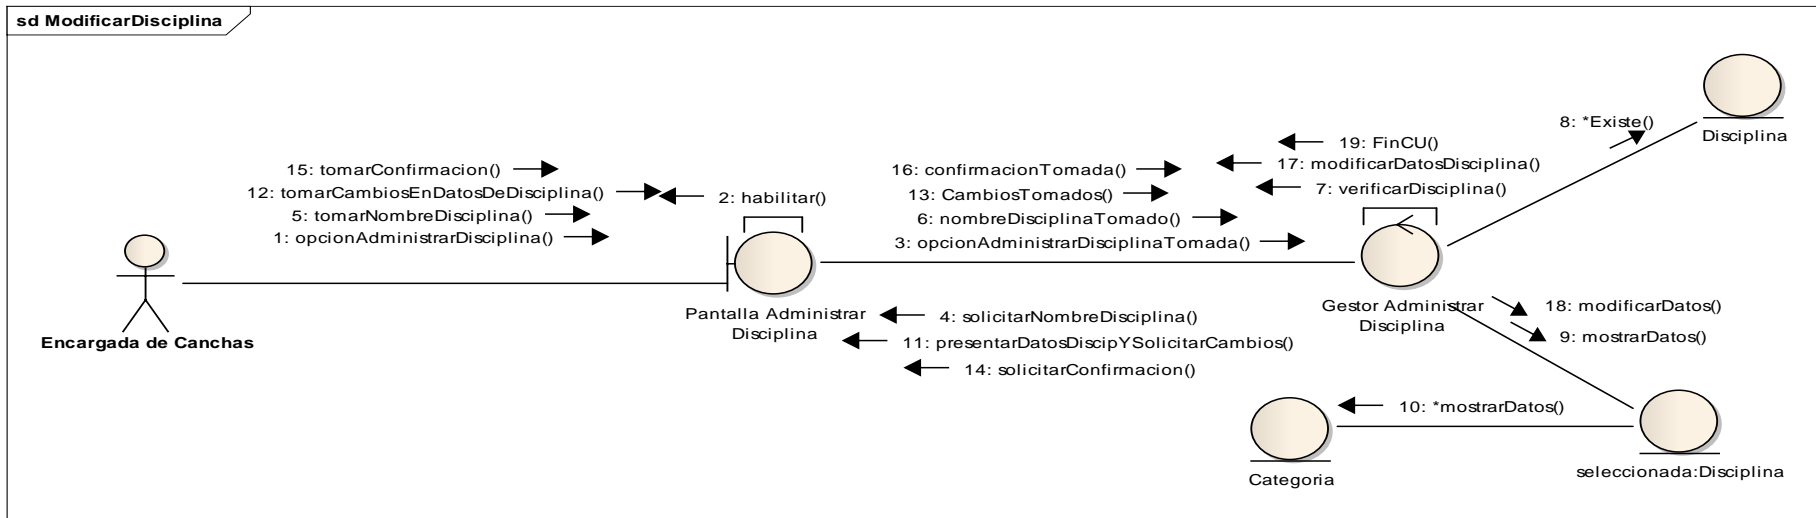 sd ModificarDisciplina
15: tomarConfirmacion()
12: tomarCambiosEnDatosDeDisciplina()
5: tomarNombreDisciplina()
1: opcionAdministrarDisciplina()
2: habilitar()
16: confirmacionTomada()
13: CambiosTomados()
6: nombreDisciplinaTomado()
3: opcionAdministrarDisciplinaTomada()
19: FinCU()
17: modificarDatosDisciplina()
7: verificarDisciplina()
8: *Existe()
Disciplina
Encargada de Canchas
Pantalla Administrar
Disciplina
4: solicitarNombreDisciplina()
11: presentarDatosDiscipYSolicitarCambios()
14: solicitarConfirmacion()
Gestor Administrar
Disciplina
18: modificarDatos()
9: mostrarDatos()
10: *mostrarDatos()
Categoria
seleccionada:Disciplina